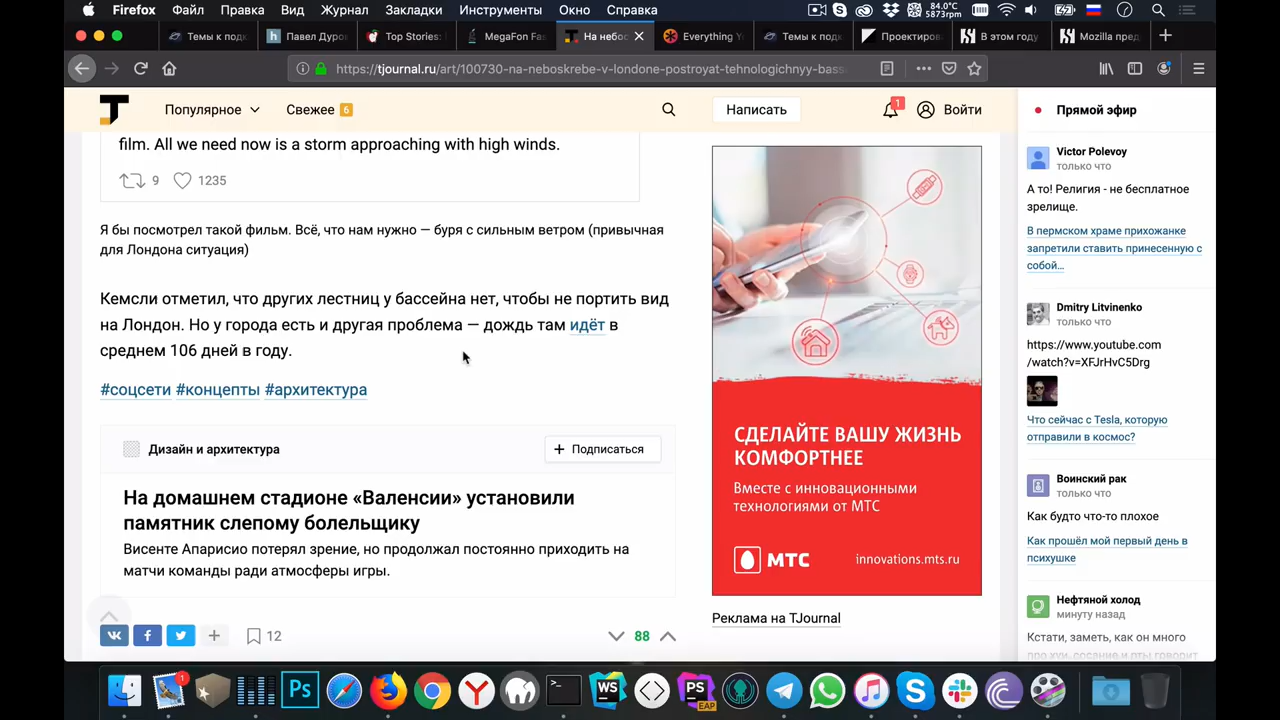 Firefox Файл Правка Вид Журнал Закладки Инструменты Окно Справка
84.0°C
5873rpm
Темы к подк
Павел Дуро
Top Stories:
MegaFon Fas
На небос
Everything Yo
Темы к подк
Проектирова
В этом году
Mozilla пред
https://tjournal.ru/art/100730-na-neboskrebe-v-londone-postroyat-tehnologichnyy-bass
Популярное
Свежее 6
Написать
1
Войти
film. All we need now is a storm approaching with high winds.
9 1235
Я бы посмотрел такой фильм. Всё, что нам нужно — буря с сильным ветром (привычная
для Лондона ситуация)
Кемсли отметил, что других лестниц у бассейна нет, чтобы не портить вид
на Лондон. Но у города есть и другая проблема — дождь там идёт в
среднем 106 дней в году.
#соцсети #концепты #архитектура
Дизайн и архитектура
+ Подписаться
На домашнем стадионе «Валенсии» установили
памятник слепому болельщику
Висенте Апарисио потерял зрение, но продолжал постоянно приходить на
матчи команды ради атмосферы игры.
12
88
СДЕЛАЙТЕ ВАШУ ЖИЗНЬ
КОМФОРТНЕЕ
Вместе с инновационными
технологиями от МТС
МТС
innovations.mts.ru
Реклама на TJournal
Прямой эфир
Victor Polevoy
только что
А то! Религия - не бесплатное
зрелище.
В пермском храме прихожанке
запретили ставить принесенную с
собой…
Dmitry Litvinenko
только что
https://www.youtube.com
/watch?v=XFJrHvC5Drg
Что сейчас с Tesla, которую
отправили в космос?
Воинский рак
только что
Как будто что-то плохое
Как прошёл мой первый день в
психушке
Нефтяной холод
минуту назад
Кстати, заметь, как он много
1
Ps
WS
PS
EAP